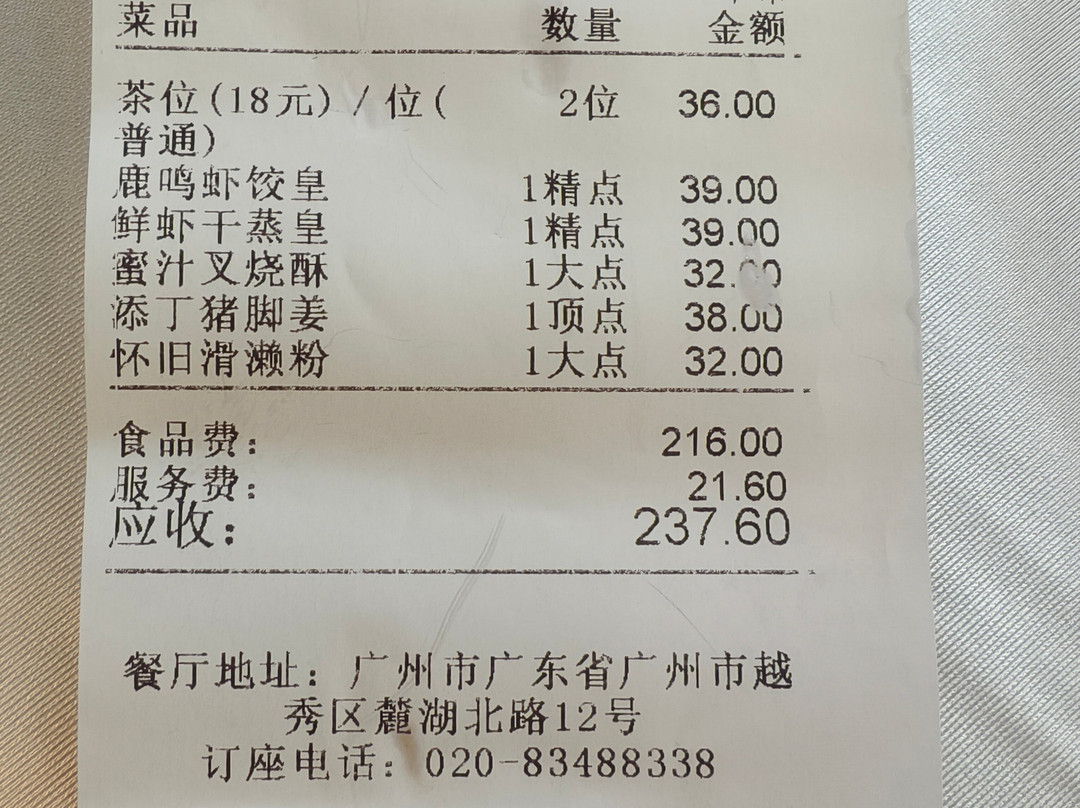 菜品 数量 金额
茶位(18元)/位( 2位 36.00
普通)
鹿鸣虾饺皇 1精点 39.00
鲜虾干蒸皇 1精点 39.00
蜜汁叉烧酥 1大点 32.00
添丁猪脚姜 1顶点 38.00
怀旧滑濑粉 1大点 32.00
食品费: 216.00
服务费: 21.60
应收: 237.60
餐厅地址: 广州市广东省广州市越
秀区麓湖北路12号
订座电话: 020-83488338